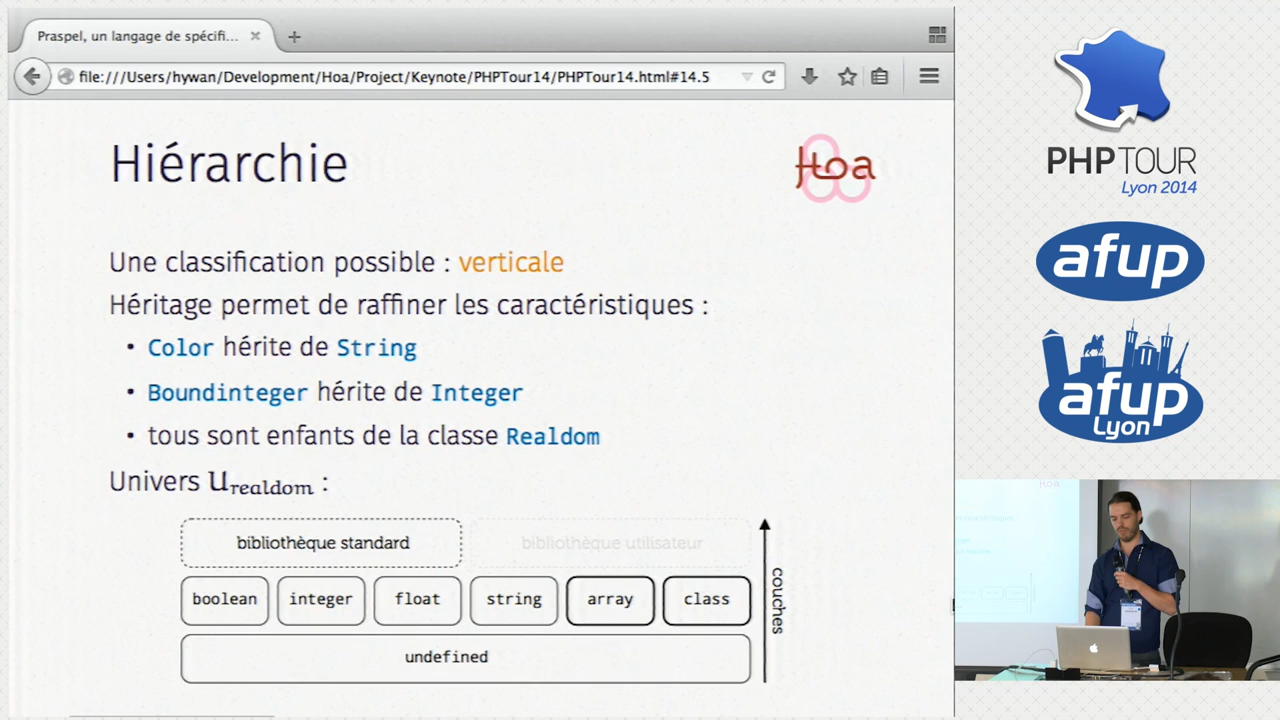 Praspel, un langage de spécifi...
file:///Users/hywan/Development/Hoa/Project/Keynote/PHPTour14/PHPTour14.html#14.5
Hiérarchie
Hoa
Une classification possible : verticale
Héritage permet de raffiner les caractéristiques :
• Color hérite de String
• Boundinteger hérite de Integer
• tous sont enfants de la classe Realdom
Univers U realdom :
bibliothèque standard
bibliothèque utilisateur
boolean integer float string array class
undefined
couches
PHP TOUR
Lyon 2014
afup
afup
Lyon